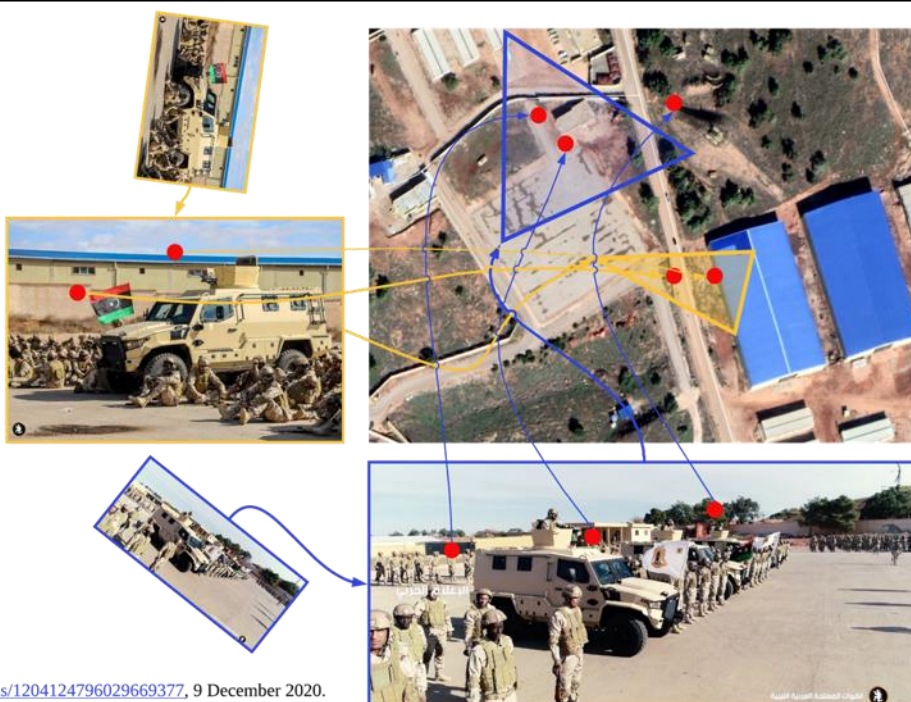 الإعلام الحربي
القوات المسلحة العربية الليبية
s/1204124796029669377, 9 December 2020.